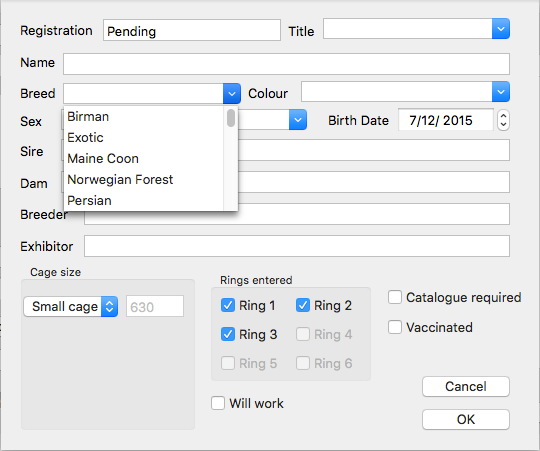 Registration Pending Title
Name
Breed Colour
Birman
Sex Birth Date 7/12/ 2015
Exotic
Sire Maine Coon
Dam Norwegian Forest
Persian
Breeder
Exhibitor
Cage size Rings entered
Small cage 630 Ring 1 Ring 2 Catalogue required
Ring 3 Ring 4 Vaccinated
Ring 5 Ring 6
Cancel
Will work
OK